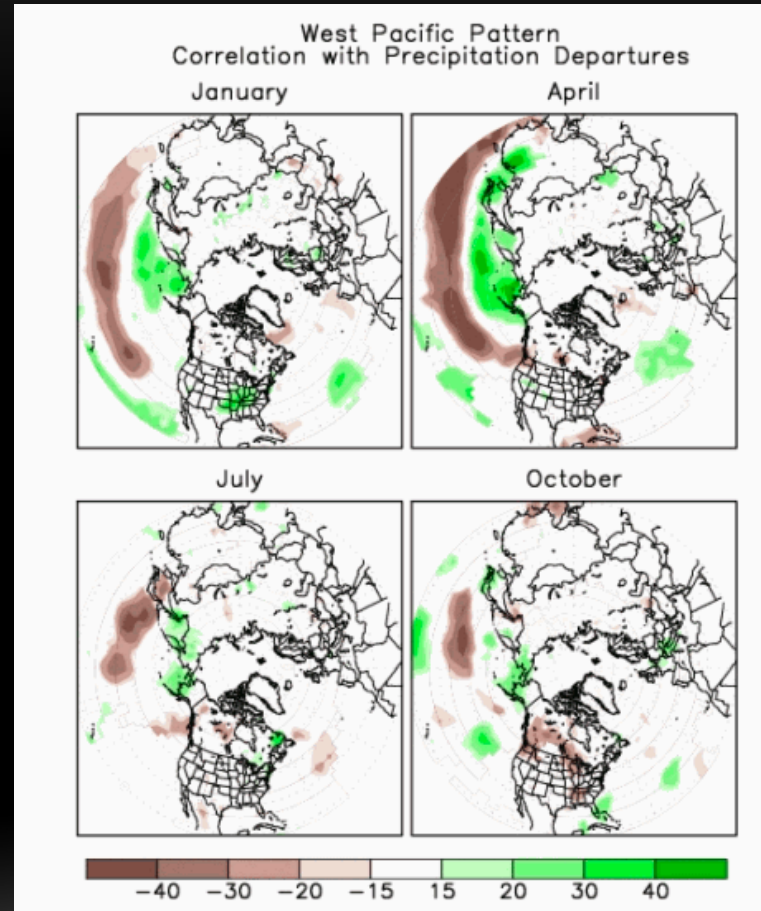 West Pacific Pattern
Correlation with Precipitation Departures
January
April
July
October
-40 -30 -20 -15 15 20 30 40